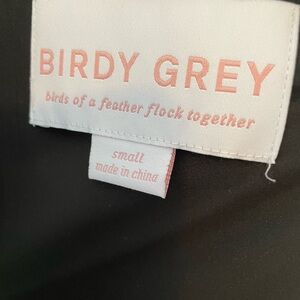 BIRDY GREY
birds of a feather flock together
small
made in china